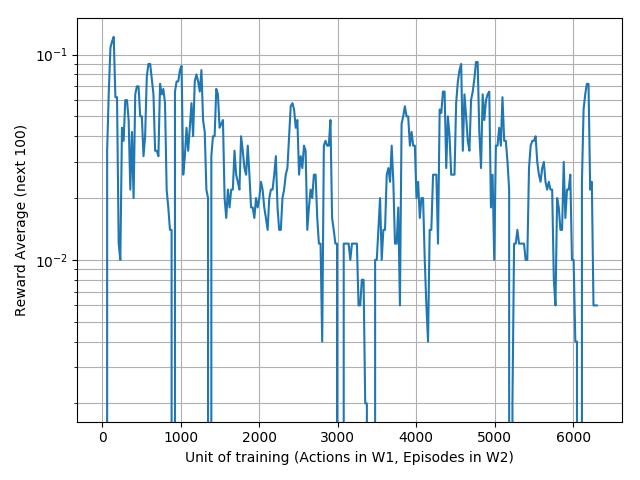 Reward Average (next 100)
10⁻¹
10⁻²
0 1000 2000 3000 4000 5000 6000
Unit of training (Actions in W1, Episodes in W2)